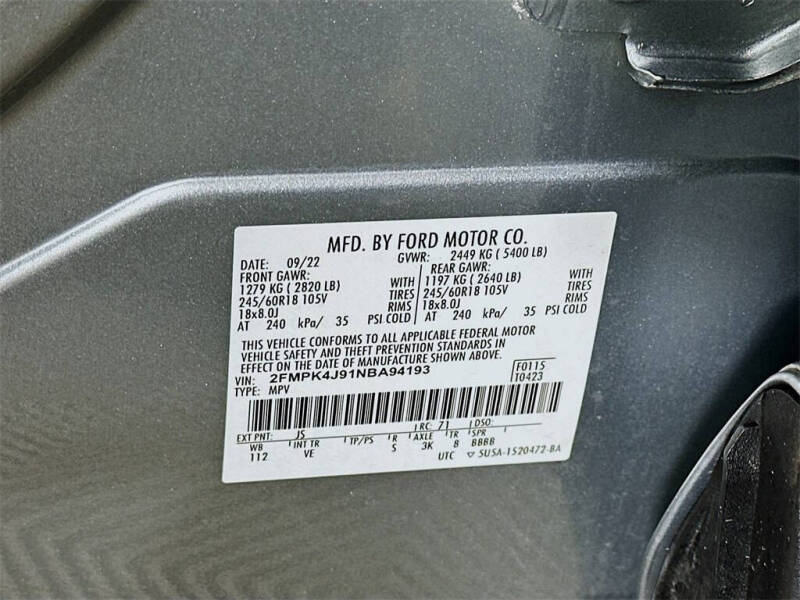 MFD. BY FORD MOTOR CO.
DATE: 09/22 GVWR: 2449 KG ( 5400 LB)
FRONT GAWR: REAR GAWR:
1279 KG ( 2820 LB) WITH 1197 KG ( 2640 LB) WITH
245/60R18 105V TIRES 245/60R18 105V TIRES
18x8.0J RIMS 18x8.0J RIMS
AT 240 kPa/ 35 PSI COLD AT 240 kPa/ 35 PSI COLD
THIS VEHICLE CONFORMS TO ALL APPLICABLE FEDERAL MOTOR
VEHICLE SAFETY AND THEFT PREVENTION STANDARDS IN
EFFECT ON THE DATE OF MANUFACTURE SHOWN ABOVE.
VIN: 2FMPK4J91NBA94193 F0115
TYPE: MPV T0423
EXT PNT: JS RC: 71 DSO:
WB INT TR TP/PS R AXLE TR SPR
112 VE S 3K 8 BBBB
UTC ▽ SUSA-1520472-BA